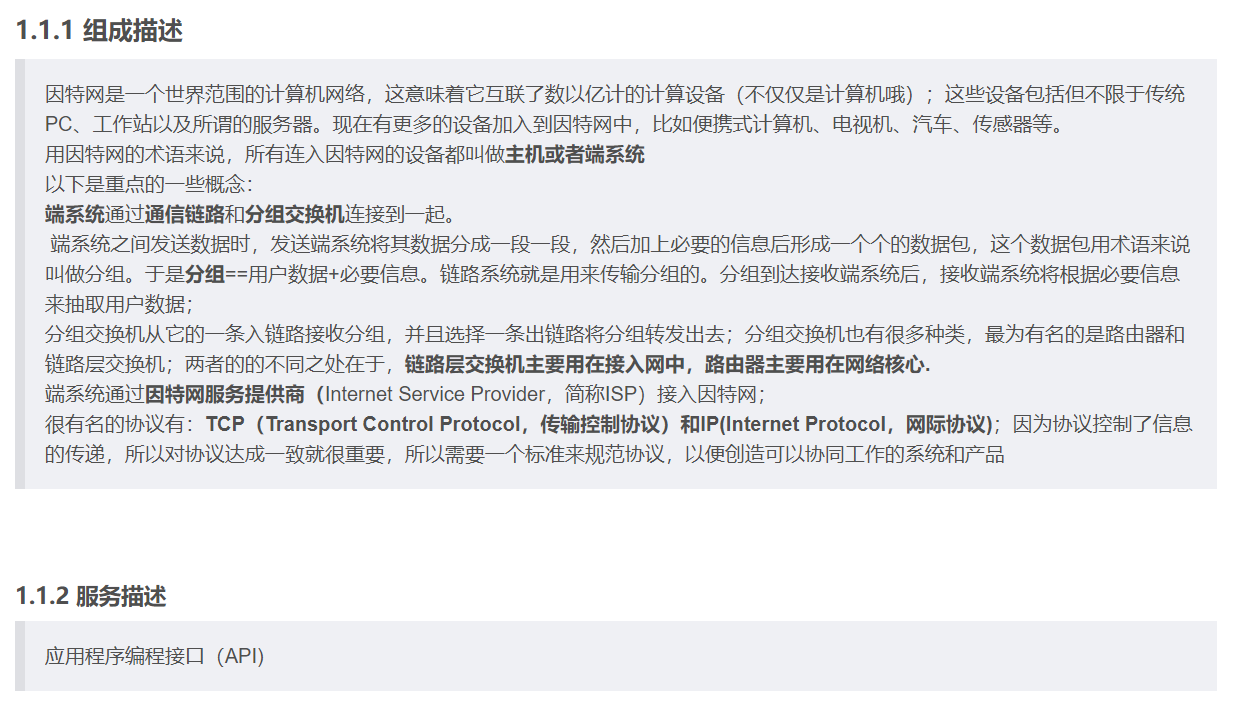 1.1.1 组成描述
因特网是一个世界范围的计算机网络，这意味着它互联了数以亿计的计算设备（不仅仅是计算机哦）；这些设备包括但不限于传统
PC、工作站以及所谓的服务器。现在有更多的设备加入到因特网中，比如便携式计算机、电视机、汽车、传感器等。
用因特网的术语来说，所有连入因特网的设备都叫做主机或者端系统
以下是重点的一些概念：
端系统通过通信链路和分组交换机连接到一起。
端系统之间发送数据时，发送端系统将其数据分成一段一段，然后加上必要的信息后形成一个个的数据包，这个数据包用术语来说
叫做分组。于是分组==用户数据+必要信息。链路系统就是用来传输分组的。分组到达接收端系统后，接收端系统将根据必要信息
来抽取用户数据；
分组交换机从它的一条入链路接收分组，并且选择一条出链路将分组转发出去；分组交换机也有很多种类，最为有名的是路由器和
链路层交换机；两者的的不同之处在于，链路层交换机主要用在接入网中，路由器主要用在网络核心.
端系统通过因特网服务提供商（Internet Service Provider，简称ISP）接入因特网；
很有名的协议有：TCP（Transport Control Protocol，传输控制协议）和IP(Internet Protocol，网际协议)；因为协议控制了信息
的传递，所以对协议达成一致就很重要，所以需要一个标准来规范协议，以便创造可以协同工作的系统和产品
1.1.2 服务描述
应用程序编程接口（API）